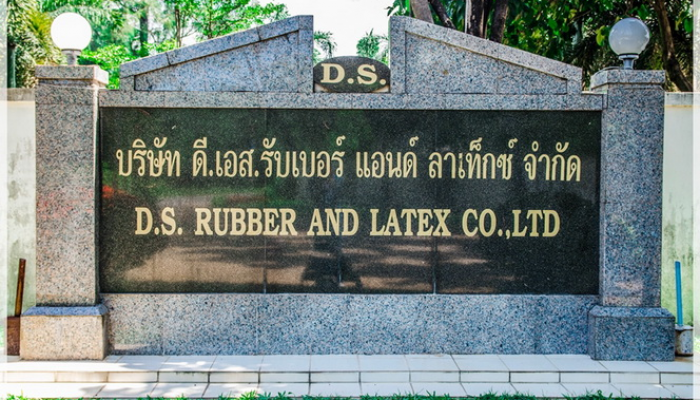 D.S.
บริษัท ดี.เอส.รับเบอร์ แอนด์ ลาเท็กซ์ จำกัด
D.S. RUBBER AND LATEX CO.,LTD